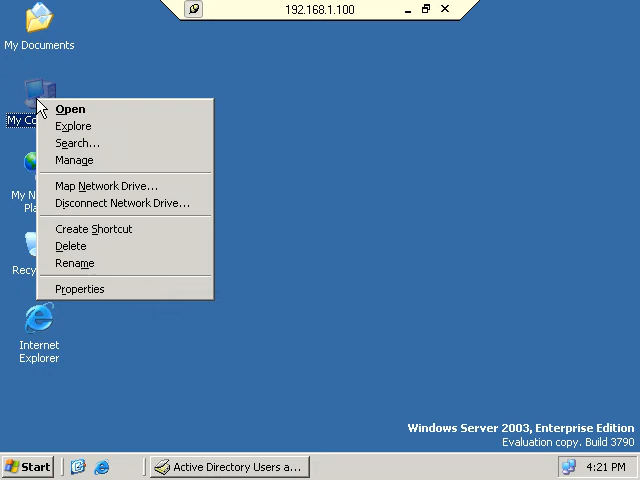 192.168.1.100
My Documents
My Co
Open
Explore
Search...
Manage
Map Network Drive...
Disconnect Network Drive...
Create Shortcut
Delete
Rename
Properties
My N
Pla
Recy
Internet
Explorer
Windows Server 2003, Enterprise Edition
Evaluation copy. Build 3790
Start
Active Directory Users a...
4:21 PM